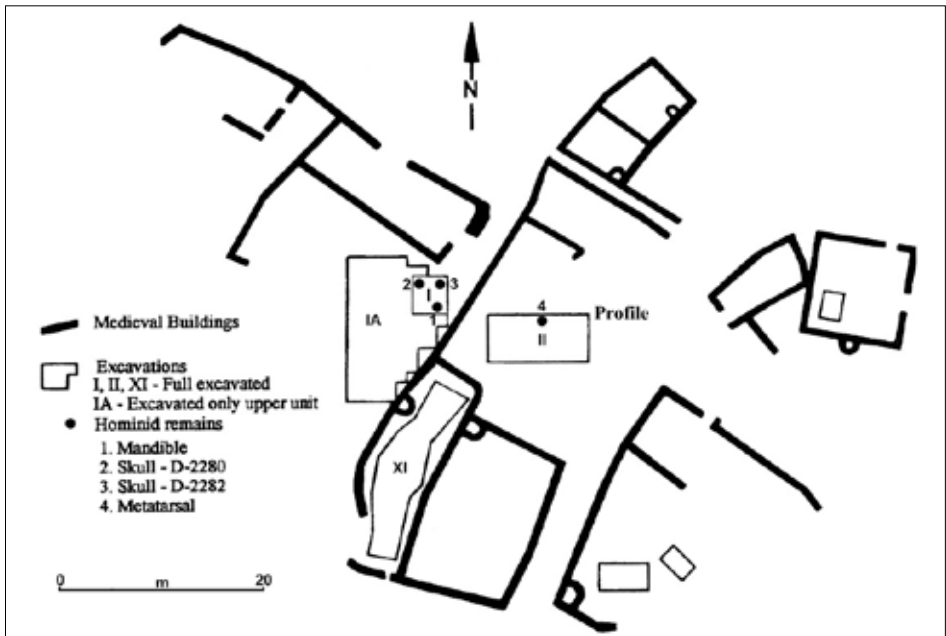 N
2
3
I
1
IA
4
Profile
II
Medieval Buildings
Excavations
I, II, XI - Full excavated
IA - Excavated only upper unit
Hominid remains
1. Mandible
2. Skull - D-2280
3. Skull - D-2282
4. Metatarsal
XI
0
20
m